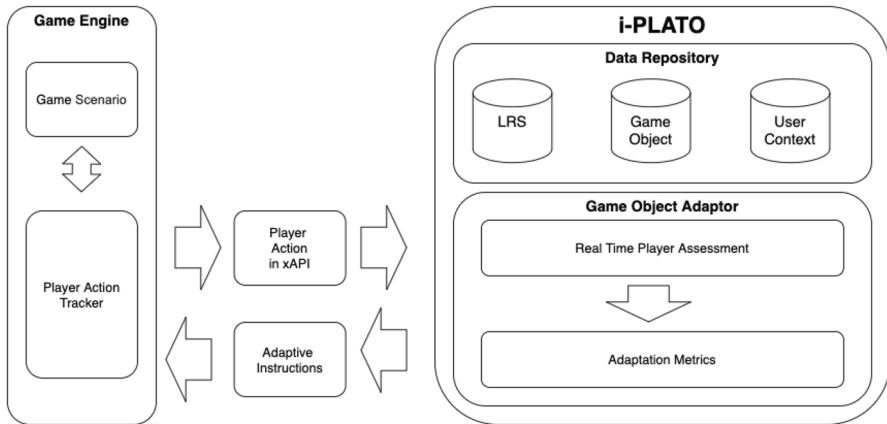 Game Engine
Game Scenario
Player Action
Tracker
Player
Action
in xAPI
Adaptive
Instructions
i-PLATO
Data Repository
LRS
Game
Object
User
Context
Game Object Adaptor
Real Time Player Assessment
Adaptation Metrics